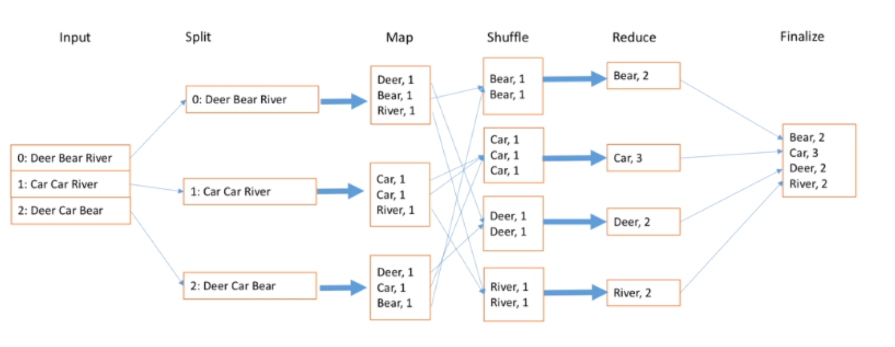 Input
Split
Map
Shuffle
Reduce
Finalize
0: Deer Bear River
1: Car Car River
2: Deer Car Bear
0: Deer Bear River
1: Car Car River
2: Deer Car Bear
Deer, 1
Bear, 1
River, 1
Car, 1
Car, 1
River, 1
Deer, 1
Car, 1
Bear, 1
Bear, 1
Bear, 1
Car, 1
Car, 1
Car, 1
Deer, 1
Deer, 1
River, 1
River, 1
Bear, 2
Car, 3
Deer, 2
River, 2
Bear, 2
Car, 3
Deer, 2
River, 2